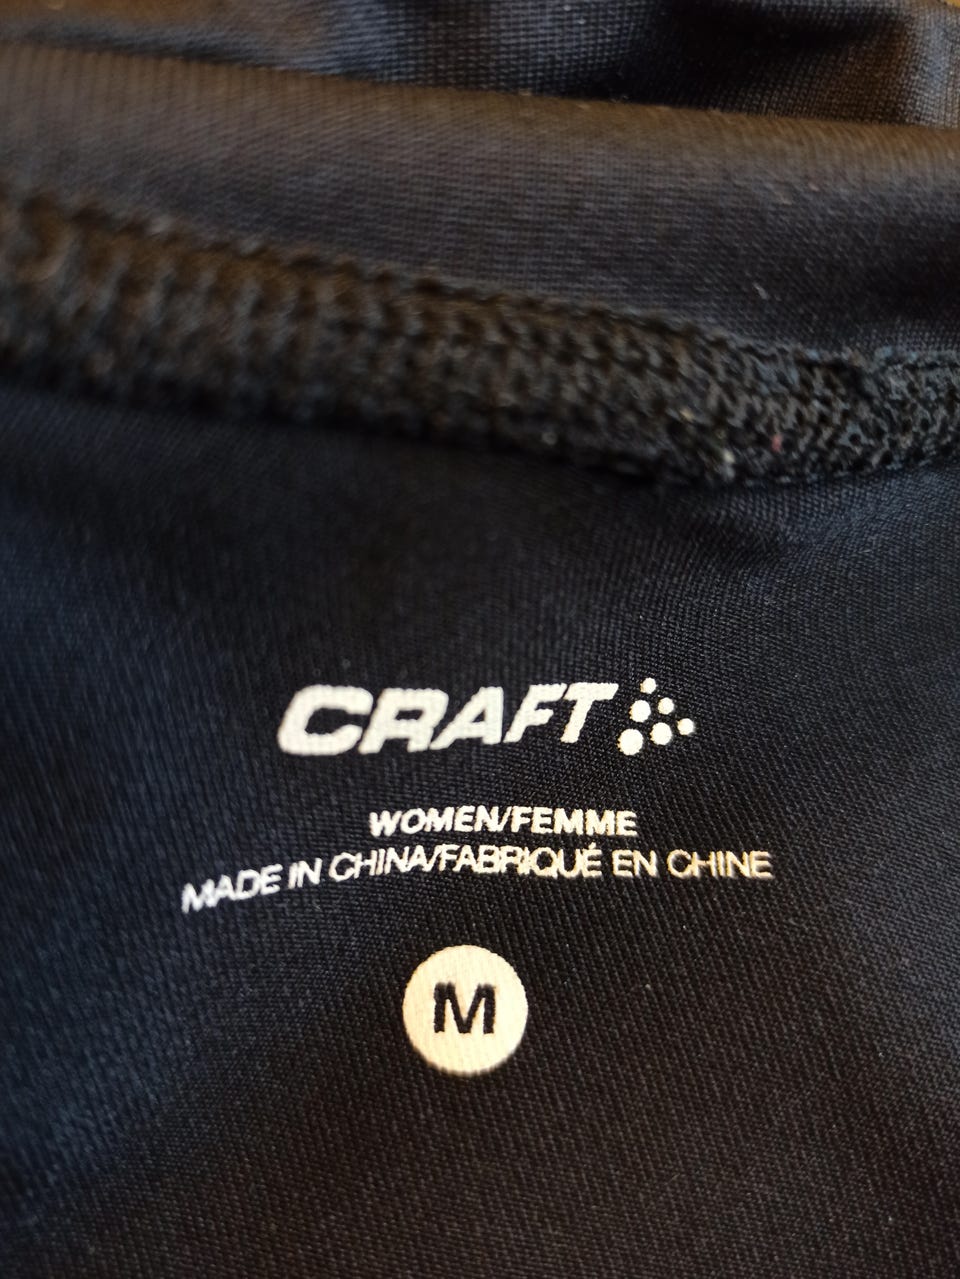 CRAFT
WOMEN/FEMME
MADE IN CHINA/FABRIQUÉ EN CHINE
M